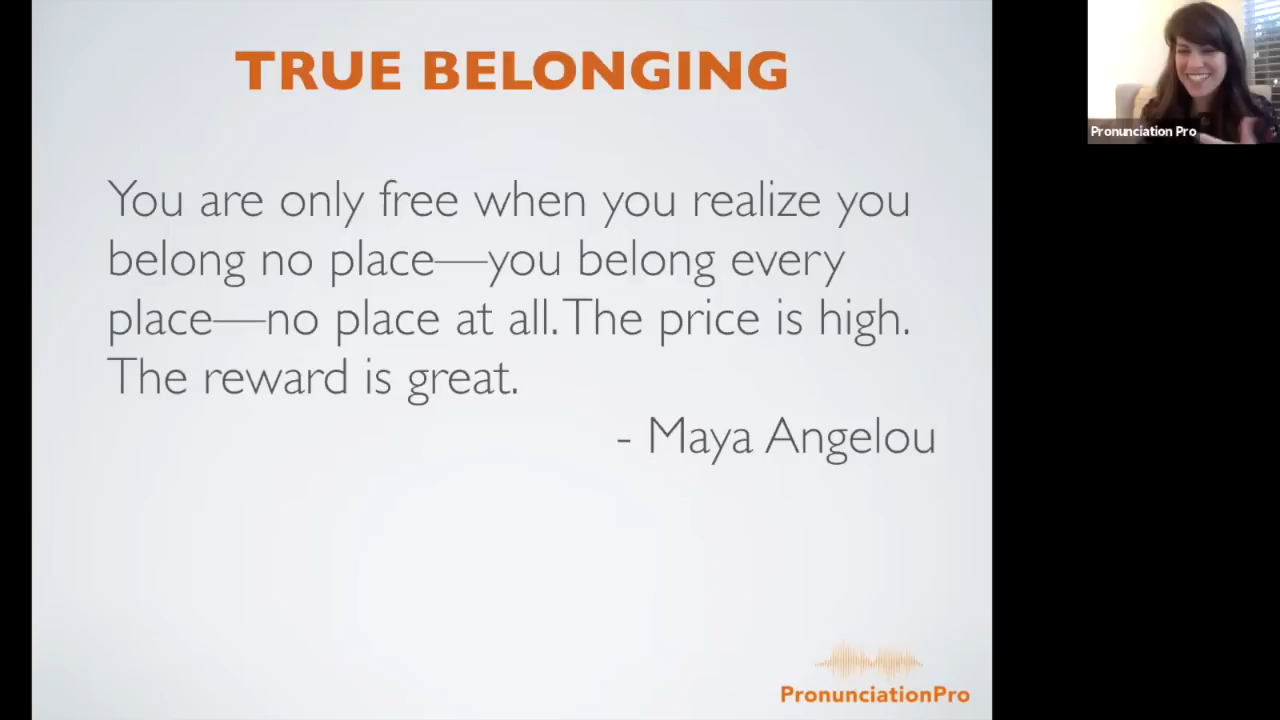 TRUE BELONGING
Pronunciation Pro
You are only free when you realize you
belong no place—you belong every
place—no place at all. The price is high.
The reward is great.
- Maya Angelou
PronunciationPro